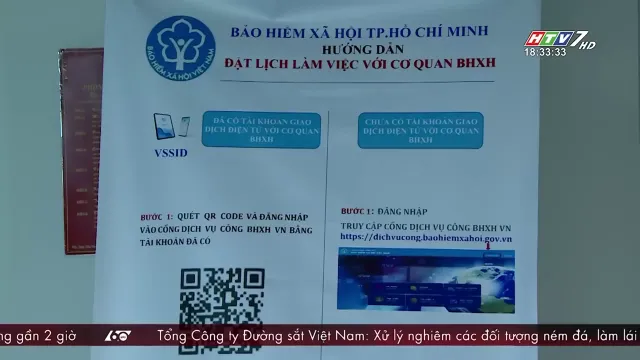 BẢO HIỂM XÃ HỘI TP.HỒ CHÍ MINH
HƯỚNG DẪN
ĐẶT LỊCH LÀM VIỆC VỚI CƠ QUAN BHXH
BẢO HIỂM XÃ HỘI VIỆT NAM
HTV7 HD
18:33:33
VSSID
ĐÃ CÓ TÀI KHOẢN GIAO
DỊCH ĐIỆN TỬ VỚI CƠ QUAN
BHXH
BƯỚC 1: QUÉT QR CODE VÀ ĐĂNG NHẬP
VÀO CỔNG DỊCH VỤ CÔNG BHXH VN BẰNG
TÀI KHOẢN ĐÃ CÓ
CHƯA CÓ TÀI KHOẢN GIAO
DỊCH ĐIỆN TỬ VỚI CƠ QUAN
BHXH
BƯỚC 1: ĐĂNG NHẬP
TRUY CẬP CỔNG DỊCH VỤ CÔNG BHXH VN
https://dichvucong.baohiemxahoi.gov.vn
ng gần 2 giờ 60 Tổng Công ty Đường sắt Việt Nam: Xử lý nghiêm các đối tượng ném đá, làm lái